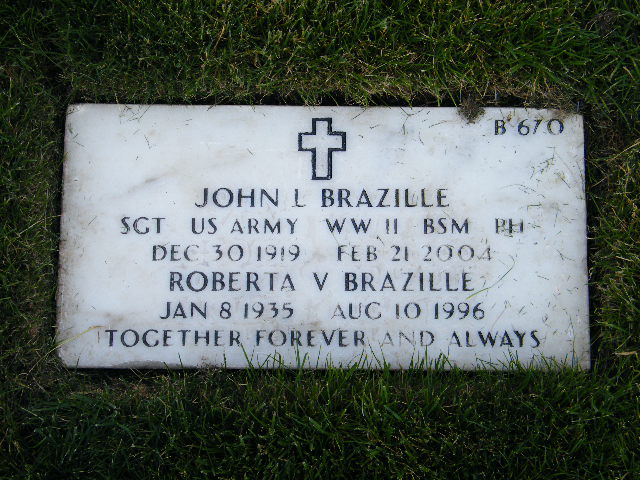 B 670
JOHN L BRAZILLE
SGT US ARMY WW II BSM PH
DEC 30 1919 FEB 21 2004
ROBERTA V BRAZILLE
JAN 8 1935 AUG 10 1996
TOGETHER FOREVER AND ALWAYS